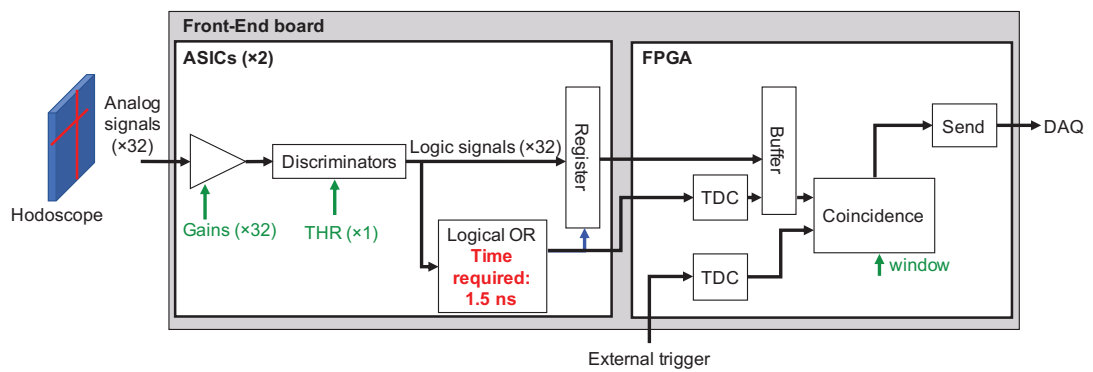 Front-End board
ASICs (×2)
FPGA
Analog
signals
(×32)
Hodoscope
Gains (×32)
Discriminators
THR (×1)
Logic signals (×32)
Register
Logical OR
Time
required:
1.5 ns
Buffer
TDC
TDC
Coincidence
window
Send
DAQ
External trigger